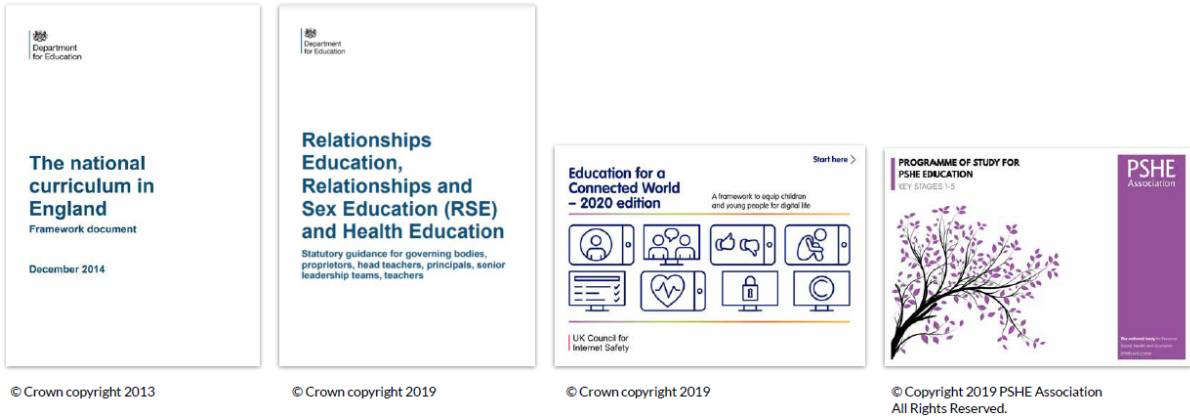 Department
for Education
The national
curriculum in
England
Framework document
December 2014
© Crown copyright 2013
Department
for Education
Relationships
Education,
Relationships and
Sex Education (RSE)
and Health Education
Statutory guidance for governing bodies,
proprietors, head teachers, principals, senior
leadership teams, teachers
© Crown copyright 2019
Start here >
Education for a
Connected World
– 2020 edition
A framework to equip children
and young people for digital life
UK Council for
Internet Safety
© Crown copyright 2019
PROGRAMME OF STUDY FOR
PSHE EDUCATION
KEY STAGES 1-5
PSHE
Association
© Copyright 2019 PSHE Association
All Rights Reserved.